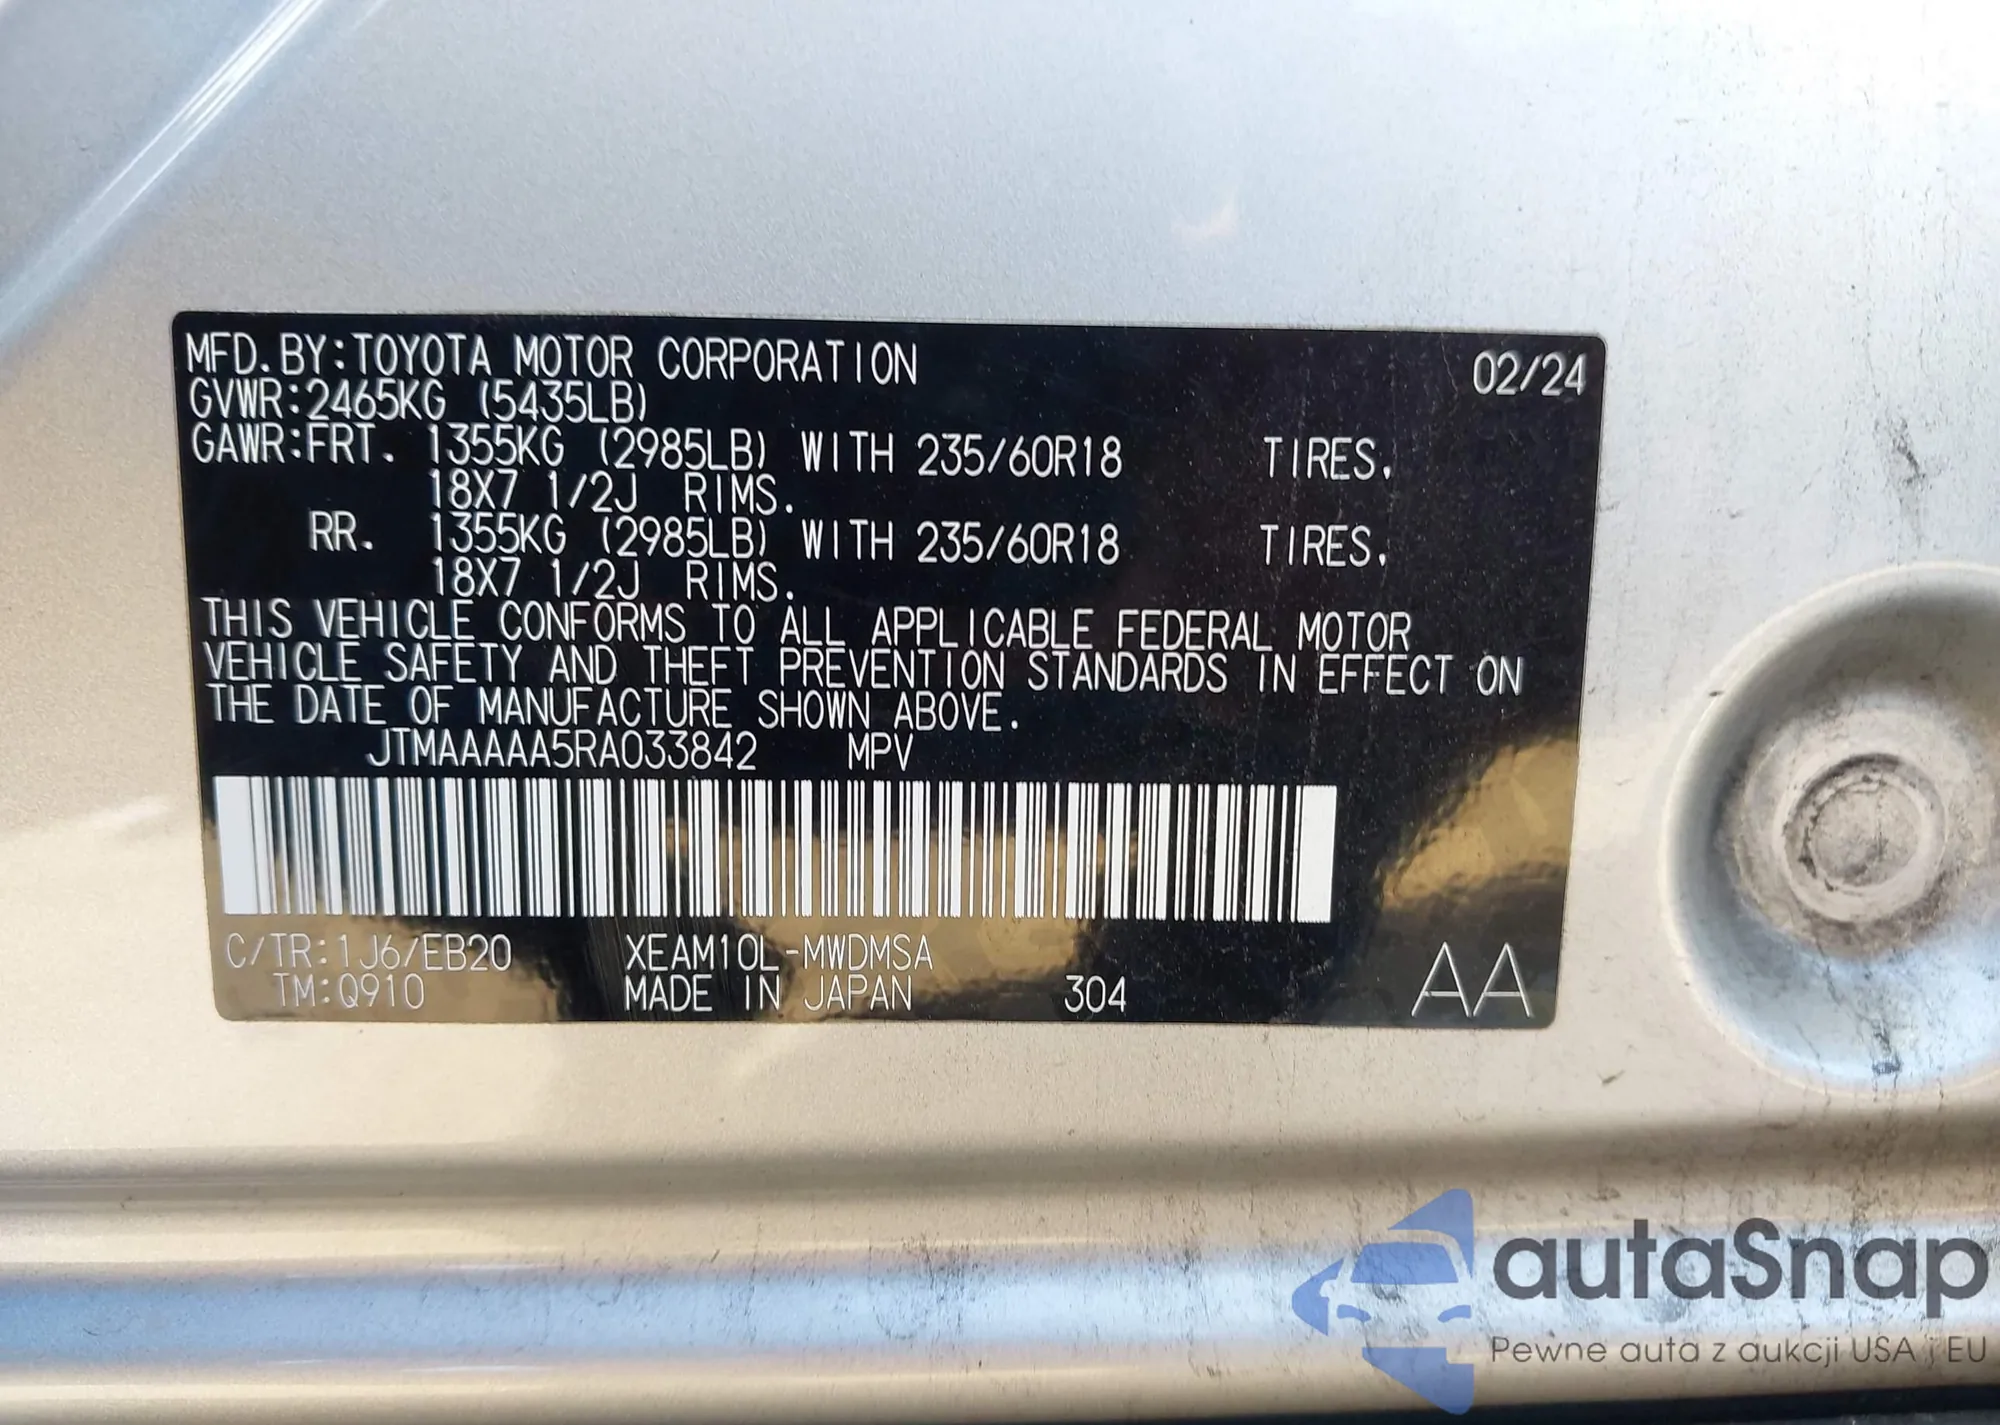 MFD. BY:TOYOTA MOTOR CORPORATION 02/24
GVWR:2465KG (5435LB)
GAWR:FRT. 1355KG (2985LB) WITH 235/60R18 TIRES.
18X7 1/2J RIMS.
RR. 1355KG (2985LB) WITH 235/60R18 TIRES.
18X7 1/2J RIMS.
THIS VEHICLE CONFORMS TO ALL APPLICABLE FEDERAL MOTOR
VEHICLE SAFETY AND THEFT PREVENTION STANDARDS IN EFFECT ON
THE DATE OF MANUFACTURE SHOWN ABOVE.
JTMAAAAA5RA033842 MPV
C/TR:1J6/EB20 XEAM10L-MWDMSA AA
TM:Q910 MADE IN JAPAN 304
autaSnap
Pewne auta z aukcji USA i EU